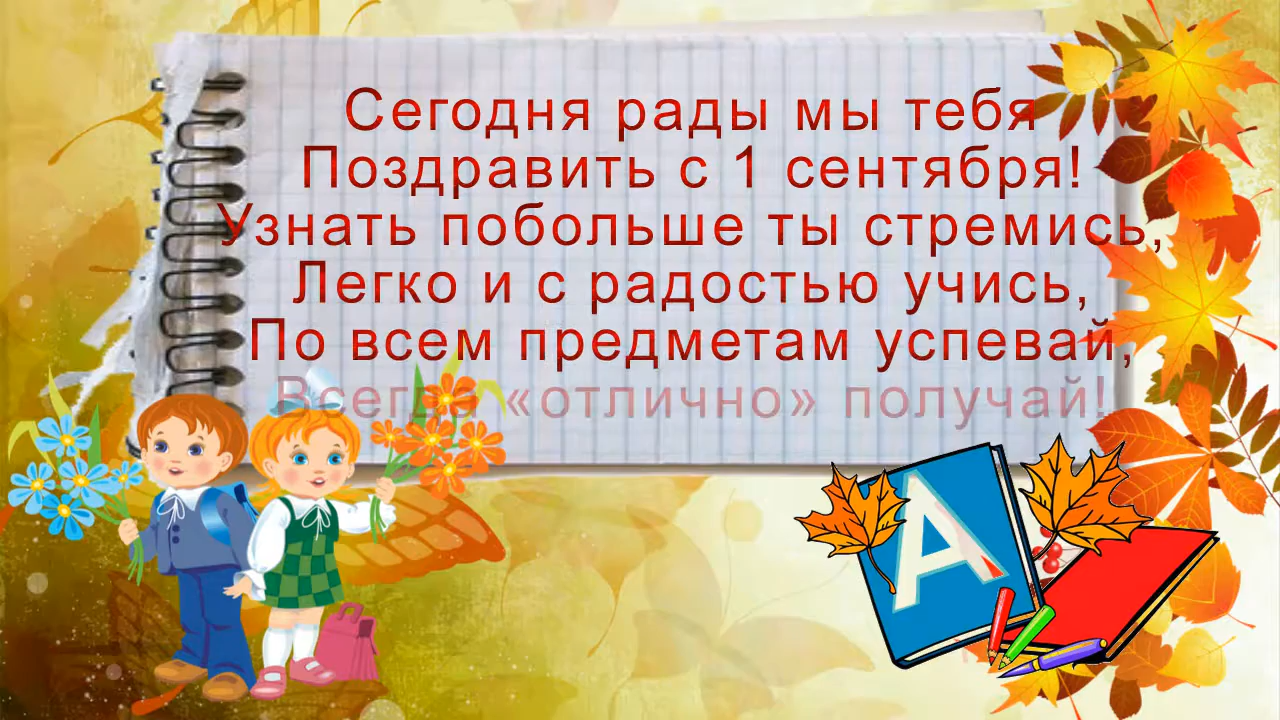 Сегодня рады мы тебя
Поздравить с 1 сентября!
Узнать побольше ты стремись,
Легко и с радостью учись,
По всем предметам успевай,
Всегда «отлично» получай!
А